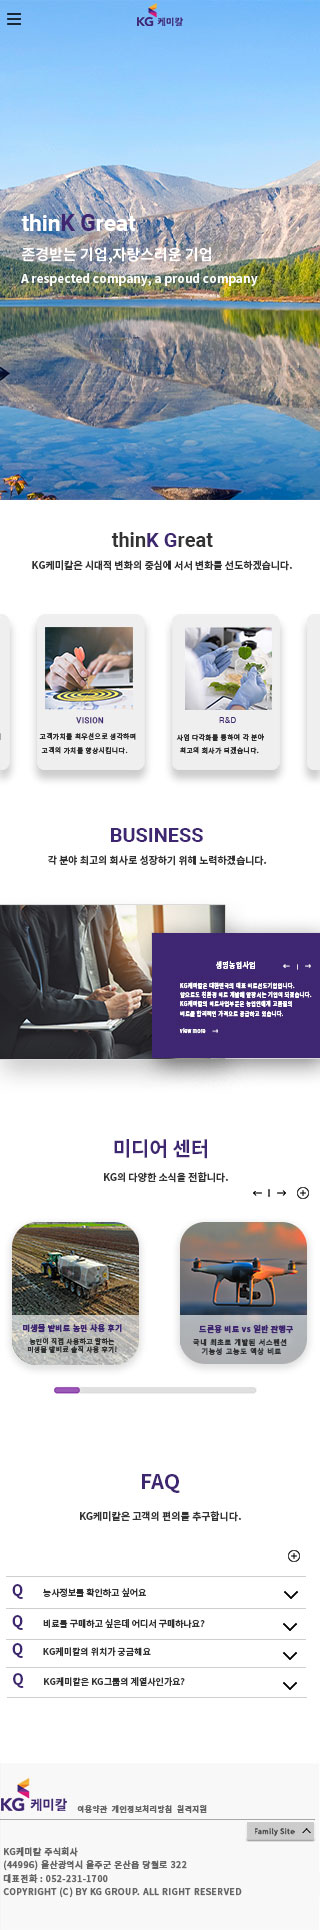 KG 케미칼
thinK Great
존경받는 기업,자랑스러운 기업
A respected company, a proud company
thinK Great
KG케미칼은 시대적 변화의 중심에 서서 변화를 선도하겠습니다.
VISION
고객가치를 최우선으로 생각하며
고객의 가치를 향상시킵니다.
R&D
사업 다각화를 통하여 각 분야
최고의 회사가 되겠습니다.
BUSINESS
각 분야 최고의 회사로 성장하기 위해 노력하겠습니다.
생명농업사업
KG케미칼은 대한민국의 대표 비료선도기업입니다.
앞으로도 친환경 비료 개발에 앞장서는 기업이 되겠습니다.
KG케미칼의 비료사업부문은 농업인에게 고품질의
비료를 합리적인 가격으로 공급하고 있습니다.
view more
미디어 센터
KG의 다양한 소식을 전합니다.
미생물 발비료 농민 사용 후기
농민이 직접 사용하고 말하는
미생물 발비료 솔직 사용 후기!
드론용 비료 vs 일반 관행구
국내 최초로 개발된 서스펜션
기능성 고농도 액상 비료
FAQ
KG케미칼은 고객의 편의를 추구합니다.
Q 농사정보를 확인하고 싶어요
Q 비료를 구매하고 싶은데 어디서 구매하나요?
Q KG케미칼의 위치가 궁금해요
Q KG케미칼은 KG그룹의 계열사인가요?
KG 케미칼 이용약관 개인정보처리방침 원격지원
Family Site
KG케미칼 주식회사
(44996) 울산광역시 울주군 온산읍 당월로 322
대표전화 : 052-231-1700
COPYRIGHT (C) BY KG GROUP. ALL RIGHT RESERVED